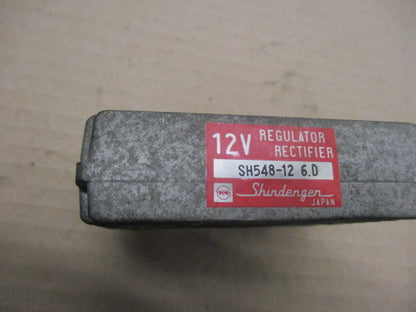 12V REGULATOR
RECTIFIER
SH548-12 6.D
Shindengen
JAPAN